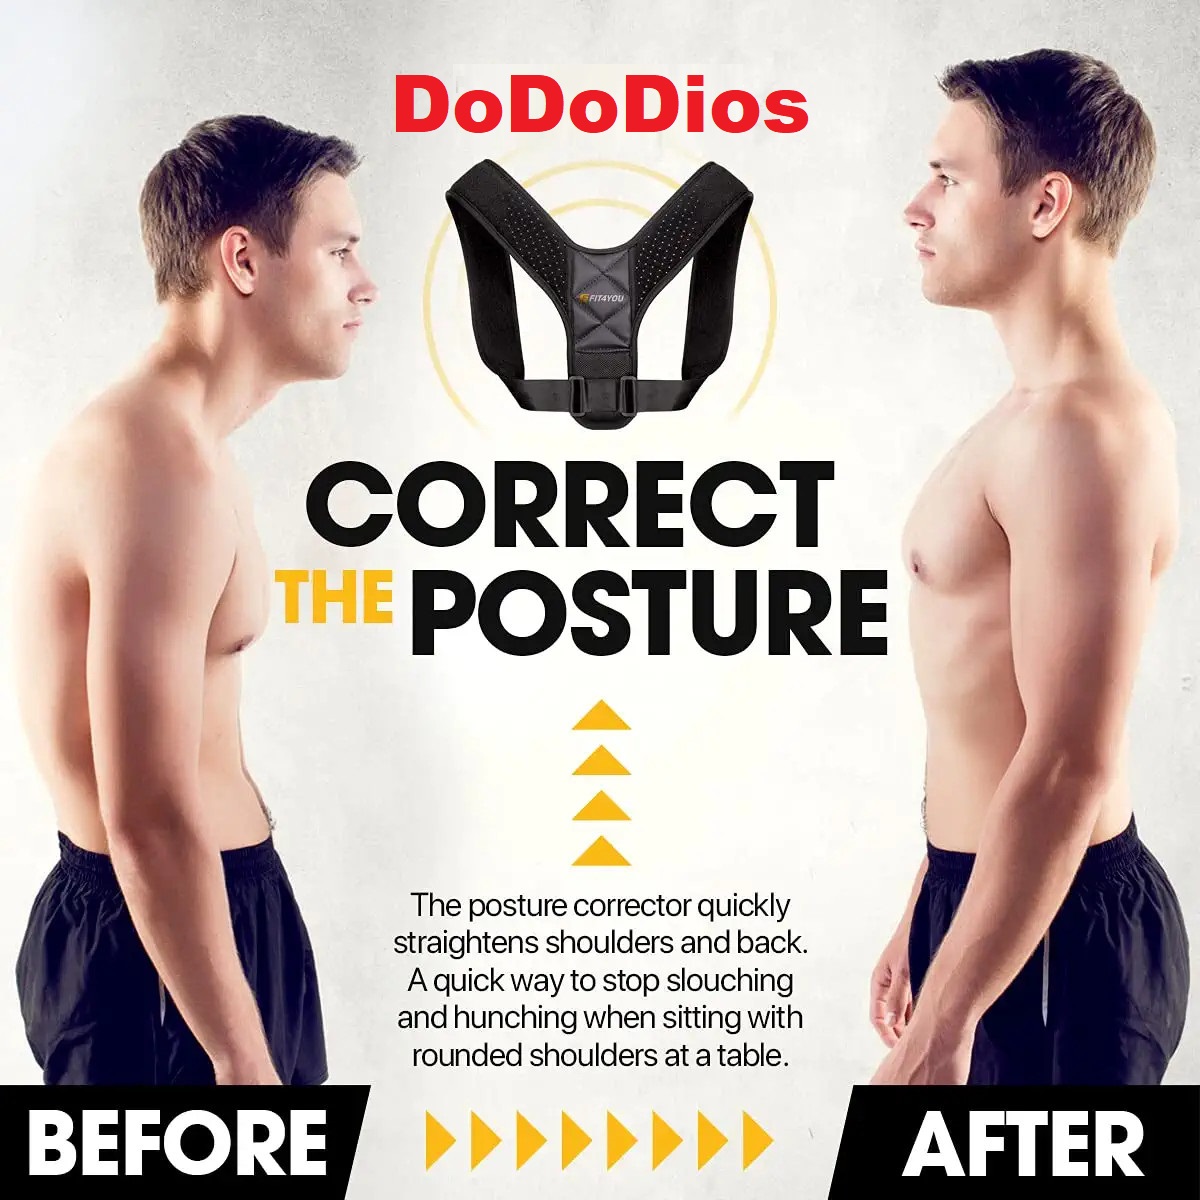 DoDoDios
FIT4YOU
CORRECT
THE POSTURE
The posture corrector quickly
straightens shoulders and back.
A quick way to stop slouching
and hunching when sitting with
rounded shoulders at a table.
BEFORE
AFTER